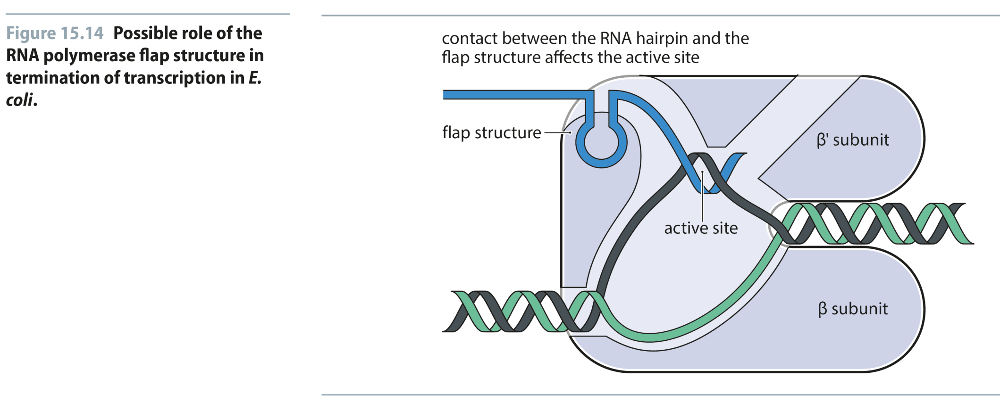 Figure 15.14 Possible role of the
RNA polymerase flap structure in
termination of transcription in E.
coli.
contact between the RNA hairpin and the
flap structure affects the active site
flap structure
β' subunit
active site
β subunit